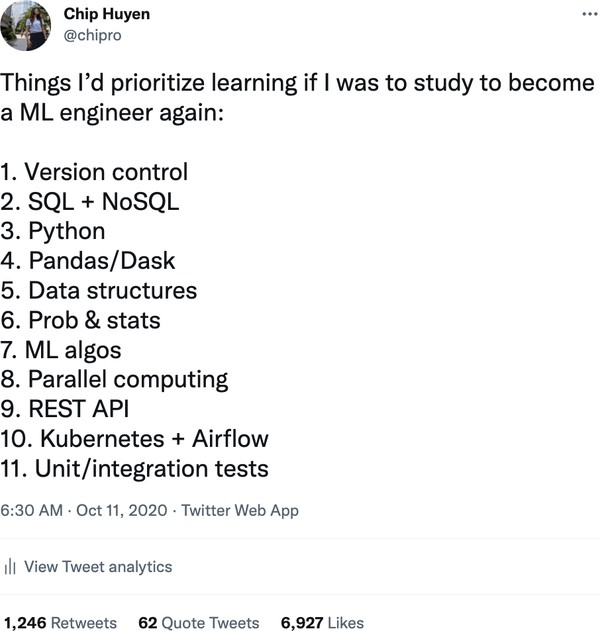 Chip Huyen
@chipro
Things I’d prioritize learning if I was to study to become
a ML engineer again:
1. Version control
2. SQL + NoSQL
3. Python
4. Pandas/Dask
5. Data structures
6. Prob & stats
7. ML algos
8. Parallel computing
9. REST API
10. Kubernetes + Airflow
11. Unit/integration tests
6:30 AM · Oct 11, 2020 · Twitter Web App
View Tweet analytics
1,246 Retweets 62 Quote Tweets 6,927 Likes